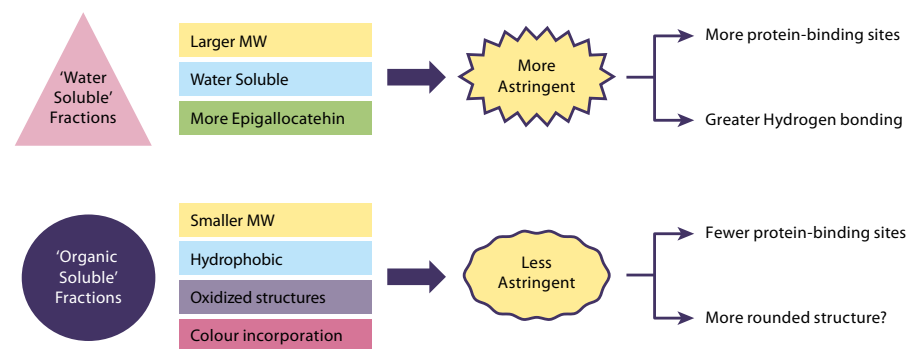 'Water
Soluble'
Fractions
Larger MW
Water Soluble
More Epigallocatehin
More
Astringent
More protein-binding sites
Greater Hydrogen bonding
'Organic
Soluble'
Fractions
Smaller MW
Hydrophobic
Oxidized structures
Colour incorporation
Less
Astringent
Fewer protein-binding sites
More rounded structure?